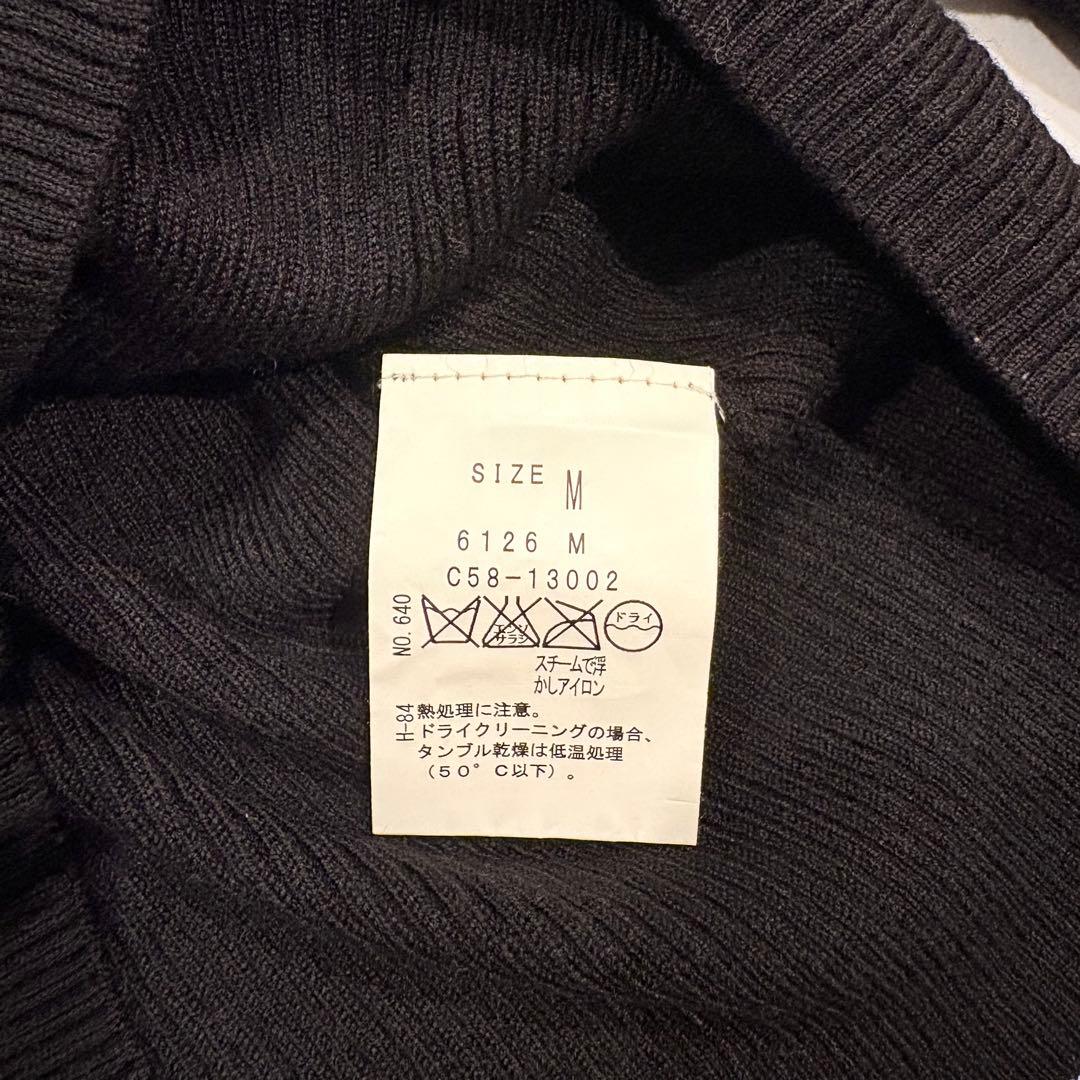 SIZE M
6126 M
C58-13002
NO. 640
エンソ
サラシ
ドライ
スチームで浮
かしアイロン
H-84
熱処理に注意。
ドライクリーニングの場合、
タンブル乾燥は低温処理
(50°C以下)。